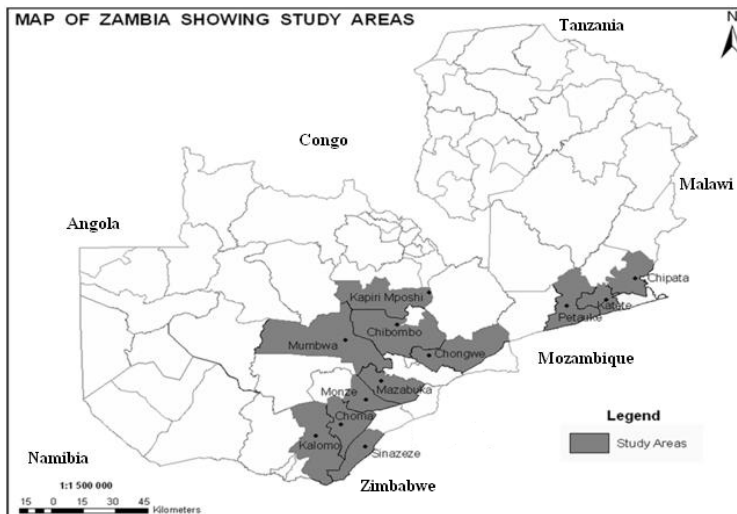 MAP OF ZAMBIA SHOWING STUDY AREAS
N
Tanzania
Congo
Malawi
Angola
Chipata
Kapiri Mposhi
Katete
Petauke
Chibombo
Mumbwa
Chongwe
Mozambique
Mazabuka
Monze
Choma
Legend
Kalomo
Study Areas
Sinazeze
Namibia
Zimbabwe
1:1 500 000
15 0 15 30 45
Kilometers